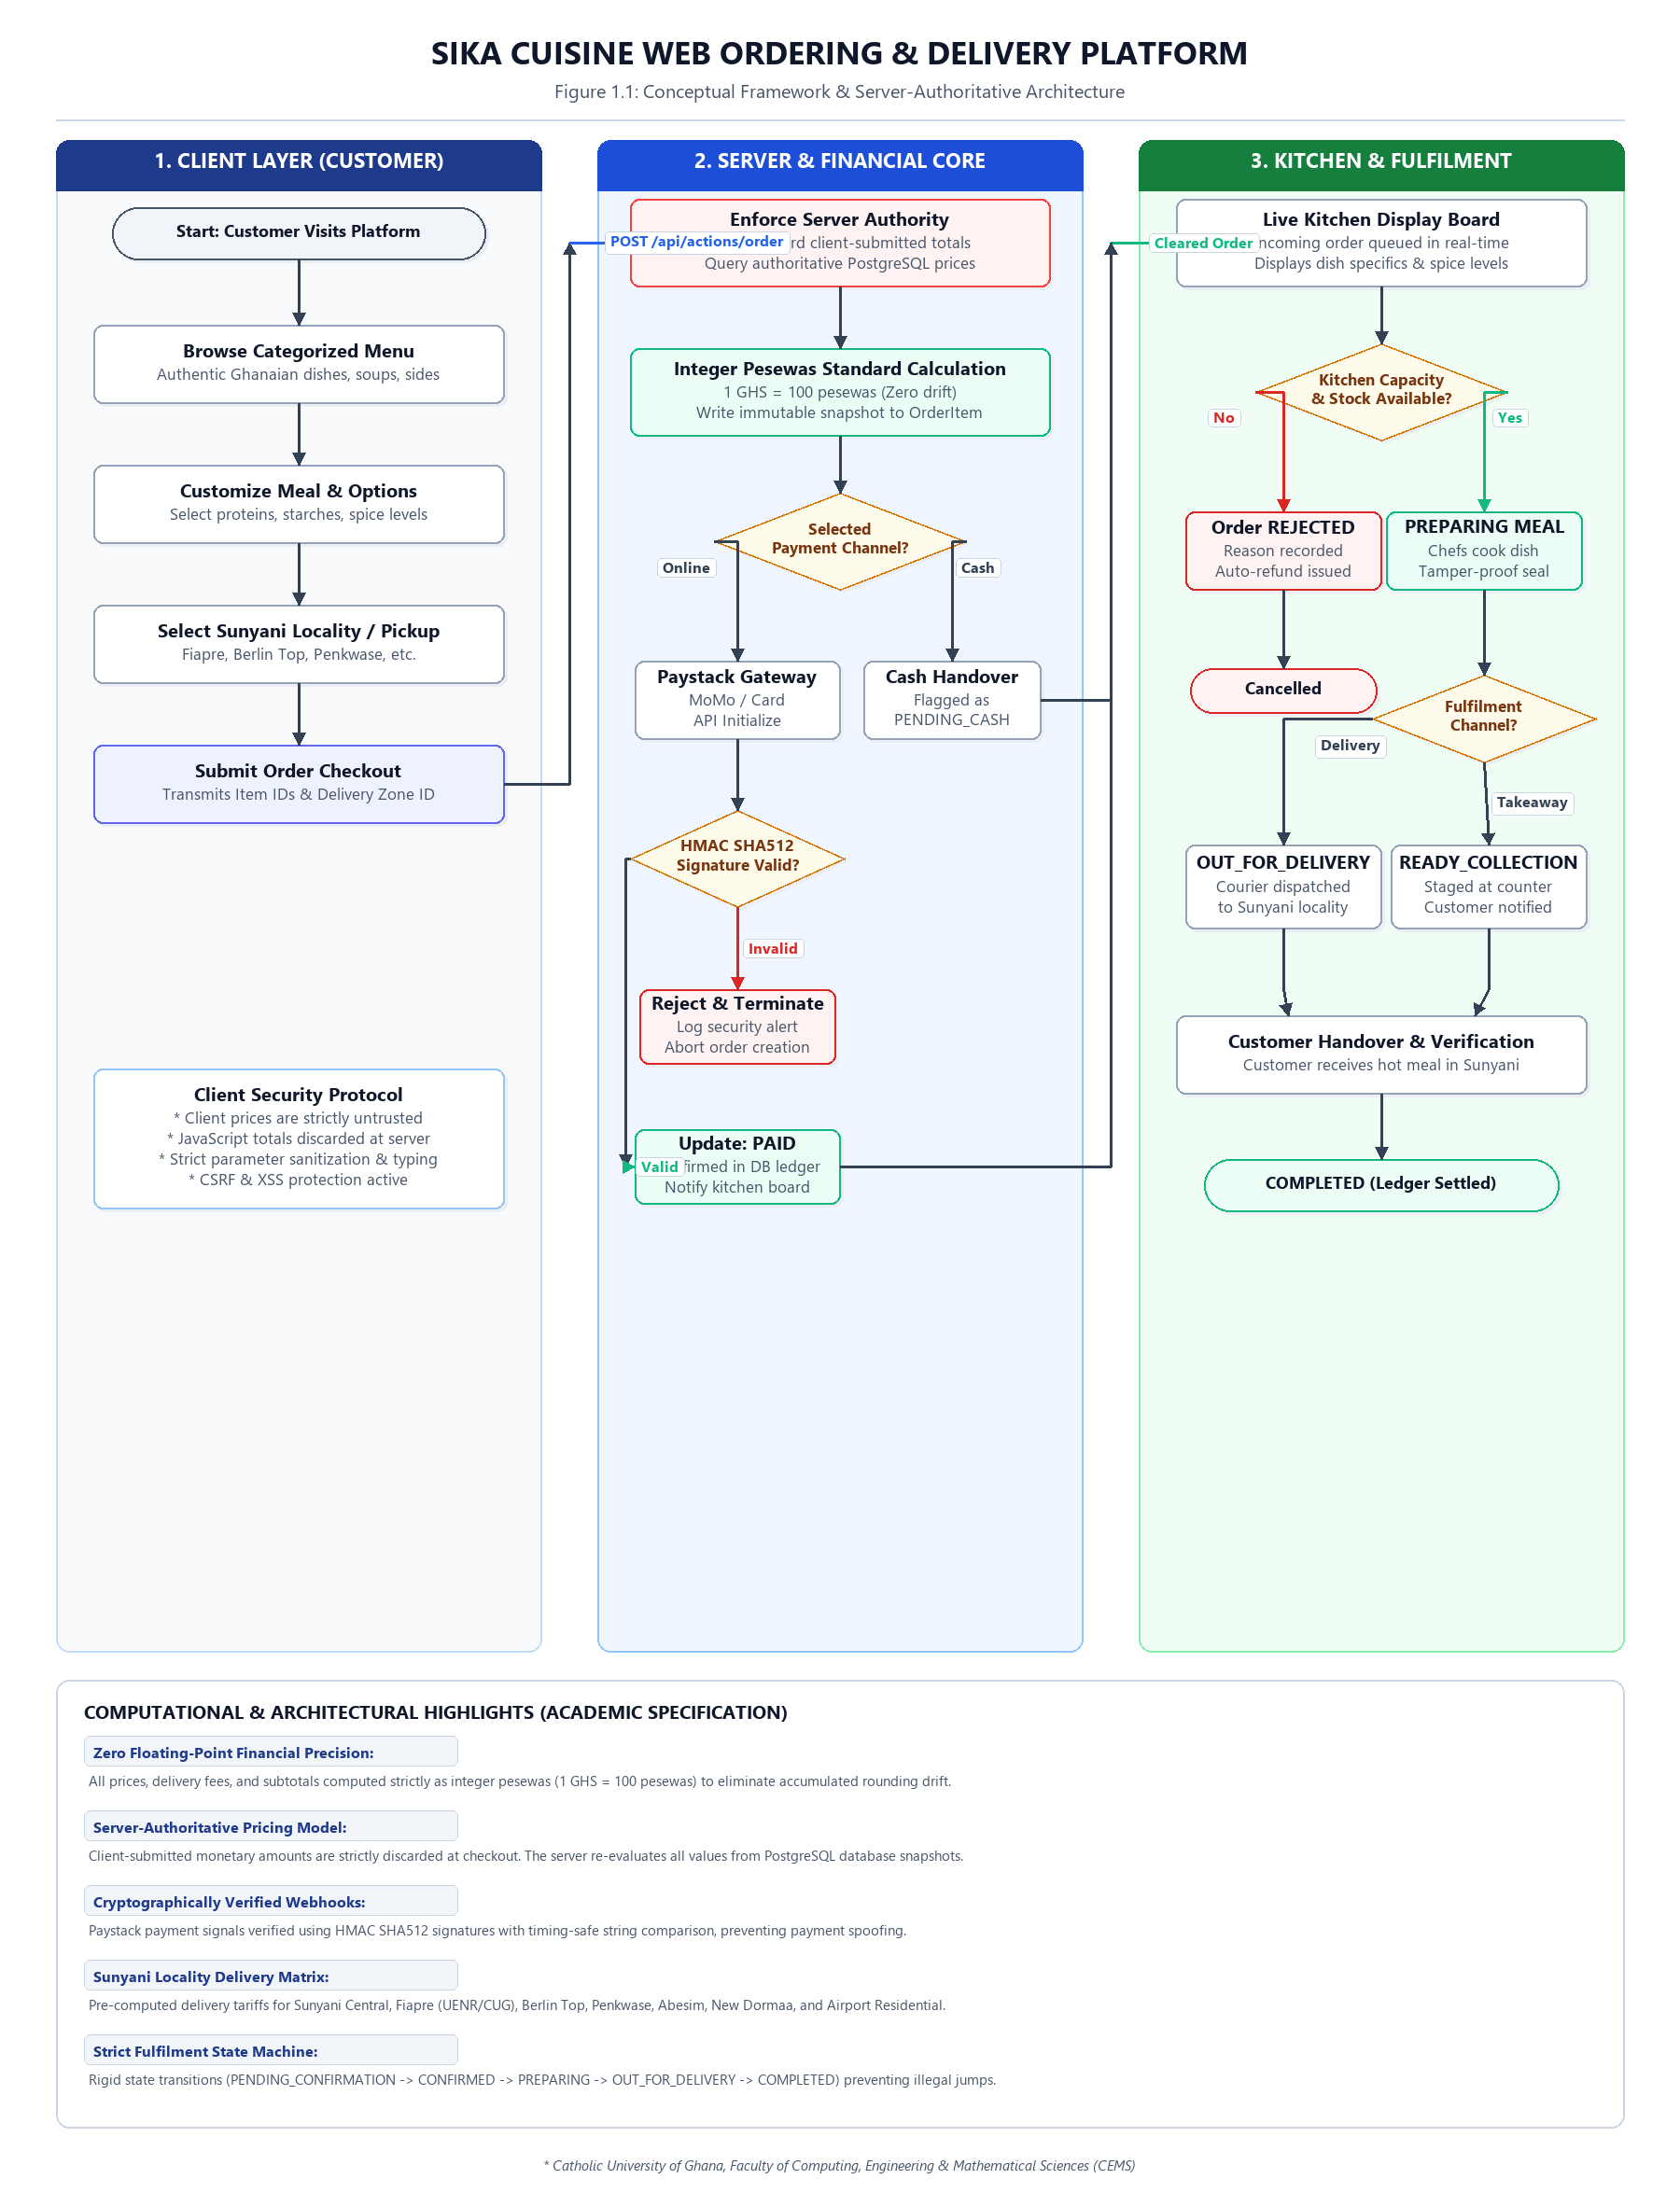 SIKA CUISINE WEB ORDERING & DELIVERY PLATFORM
Figure 1.1: Conceptual Framework & Server-Authoritative Architecture
1. CLIENT LAYER (CUSTOMER)
Start: Customer Visits Platform
Browse Categorized Menu
Authentic Ghanaian dishes, soups, sides
Customize Meal & Options
Select proteins, starches, spice levels
Select Sunyani Locality / Pickup
Fiapre, Berlin Top, Penkwase, etc.
Submit Order Checkout
Transmits Item IDs & Delivery Zone ID
Client Security Protocol
* Client prices are strictly untrusted
* JavaScript totals discarded at server
* Strict parameter sanitization & typing
* CSRF & XSS protection active
2. SERVER & FINANCIAL CORE
Enforce Server Authority
POST /api/actions/order
client-submitted totals
Query authoritative PostgreSQL prices
Integer Pesewas Standard Calculation
1 GHS = 100 pesewas (Zero drift)
Write immutable snapshot to OrderItem
Selected
Payment Channel?
Online
Cash
Paystack Gateway
MoMo / Card
API Initialize
Cash Handover
Flagged as
PENDING_CASH
HMAC SHA512
Signature Valid?
Invalid
Reject & Terminate
Log security alert
Abort order creation
Update: PAID
Valid
in DB ledger
Notify kitchen board
3. KITCHEN & FULFILMENT
Live Kitchen Display Board
Cleared Order
order queued in real-time
Displays dish specifics & spice levels
Kitchen Capacity
& Stock Available?
No
Yes
Order REJECTED
Reason recorded
Auto-refund issued
PREPARING MEAL
Chefs cook dish
Tamper-proof seal
Cancelled
Fulfilment
Channel?
Delivery
Takeaway
OUT_FOR_DELIVERY
Courier dispatched
to Sunyani locality
READY_COLLECTION
Staged at counter
Customer notified
Customer Handover & Verification
Customer receives hot meal in Sunyani
COMPLETED (Ledger Settled)
COMPUTATIONAL & ARCHITECTURAL HIGHLIGHTS (ACADEMIC SPECIFICATION)
Zero Floating-Point Financial Precision:
All prices, delivery fees, and subtotals computed strictly as integer pesewas (1 GHS = 100 pesewas) to eliminate accumulated rounding drift.
Server-Authoritative Pricing Model:
Client-submitted monetary amounts are strictly discarded at checkout. The server re-evaluates all values from PostgreSQL database snapshots.
Cryptographically Verified Webhooks:
Paystack payment signals verified using HMAC SHA512 signatures with timing-safe string comparison, preventing payment spoofing.
Sunyani Locality Delivery Matrix:
Pre-computed delivery tariffs for Sunyani Central, Fiapre (UENR/CUG), Berlin Top, Penkwase, Abesim, New Dormaa, and Airport Residential.
Strict Fulfilment State Machine:
Rigid state transitions (PENDING_CONFIRMATION -> CONFIRMED -> PREPARING -> OUT_FOR_DELIVERY -> COMPLETED) preventing illegal jumps.
* Catholic University of Ghana, Faculty of Computing, Engineering & Mathematical Sciences (CEMS)